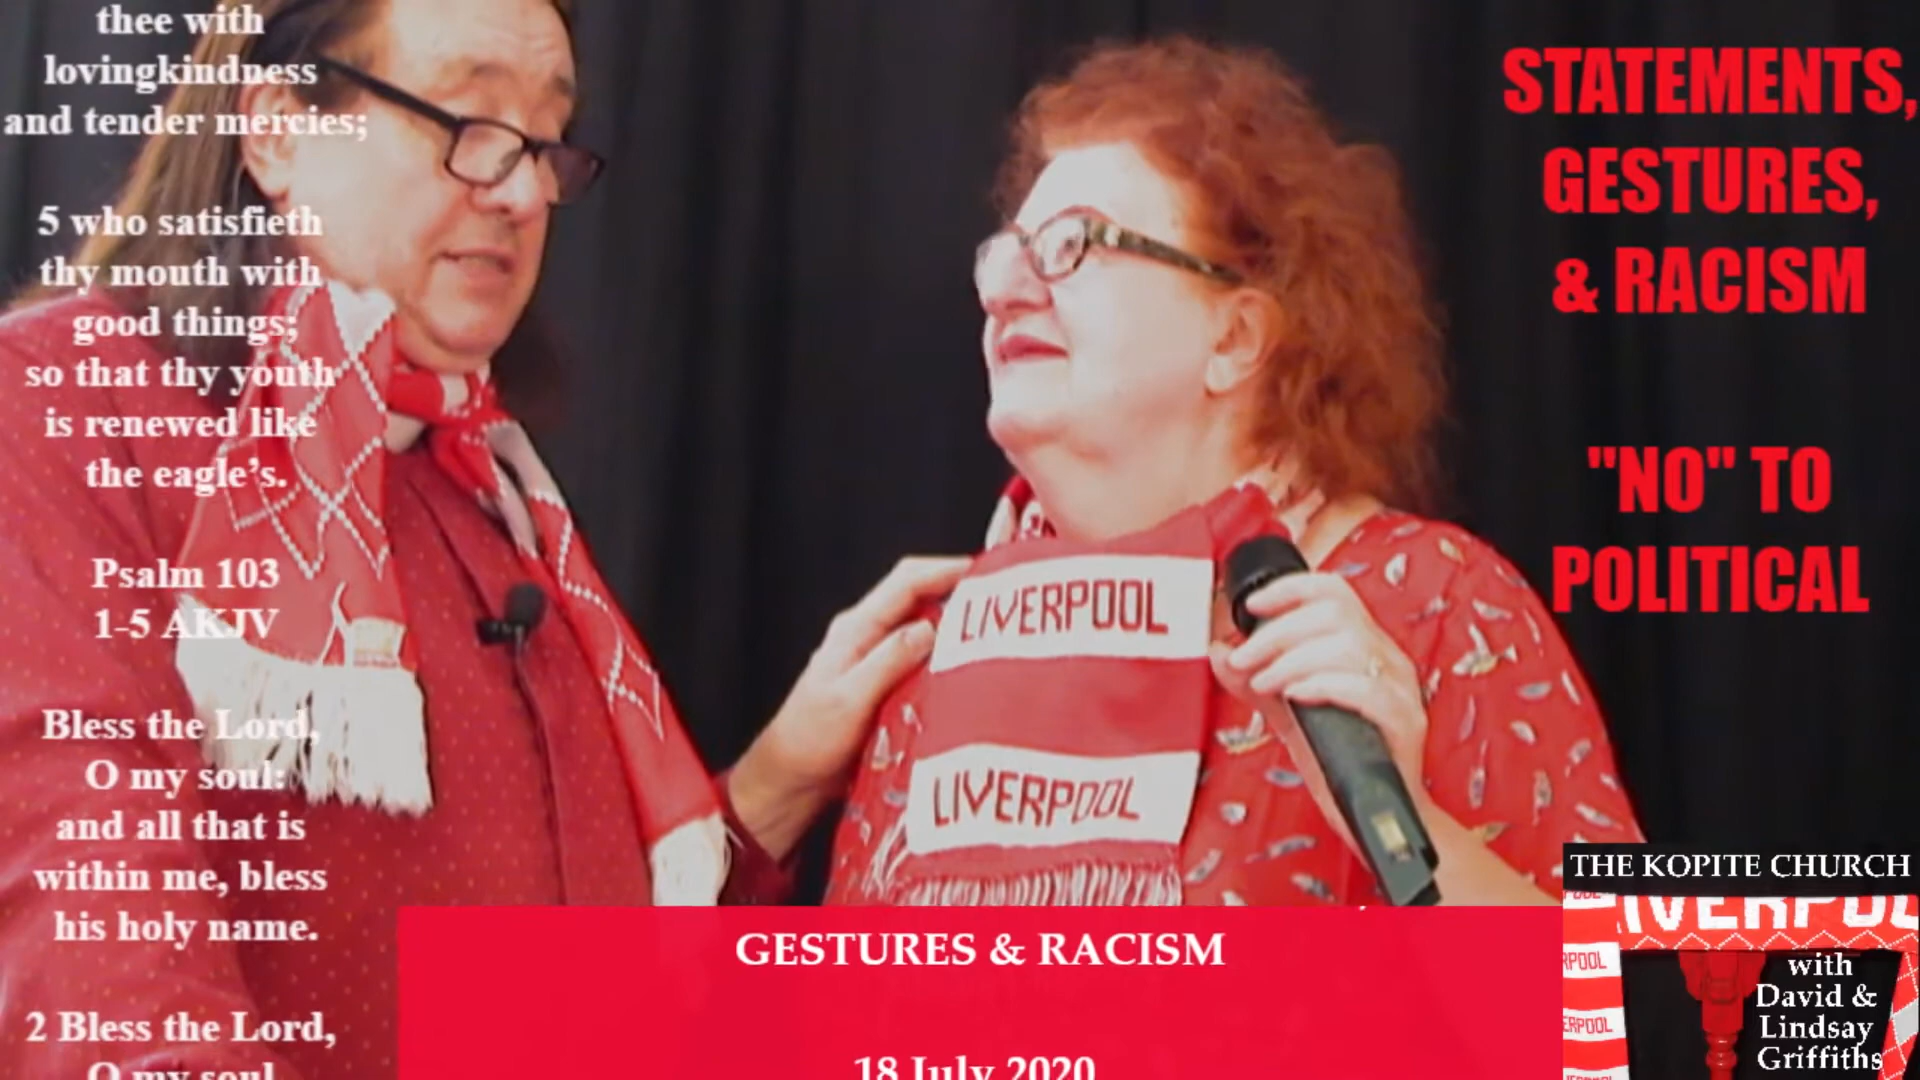 thee with
lovingkindness
and tender mercies;
5 who satisfieth
thy mouth with
good things;
so that thy youth
is renewed like
the eagle’s.
Psalm 103
1-5 AKJV
Bless the Lord,
O my soul:
and all that is
within me, bless
his holy name.
2 Bless the Lord,
O my soul
STATEMENTS,
GESTURES,
& RACISM
"NO" TO
POLITICAL
LIVERPOOL
LIVERPOOL
GESTURES & RACISM
18 July 2020
THE KOPITE CHURCH
with
David &
Lindsay
Griffiths